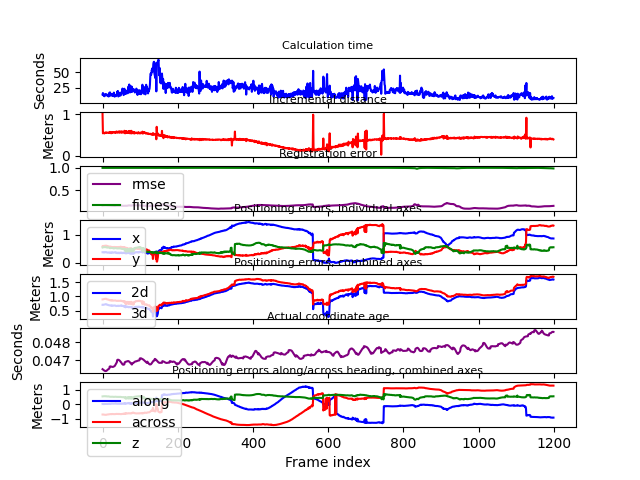 Calculation time
Seconds
50
25
Incremental distance
Meters
1
0
Registration error
1.0
0.5
rmse
fitness
Positioning errors, individual axes
Meters
1
0
x
y
Positioning errors, combined axes
Meters
1.5
1.0
0.5
2d
3d
Actual coordinate age
Seconds
0.048
0.047
Positioning errors along/across heading, combined axes
Meters
1
0
−1
along
across
z
0 200 400 600 800 1000 1200
Frame index